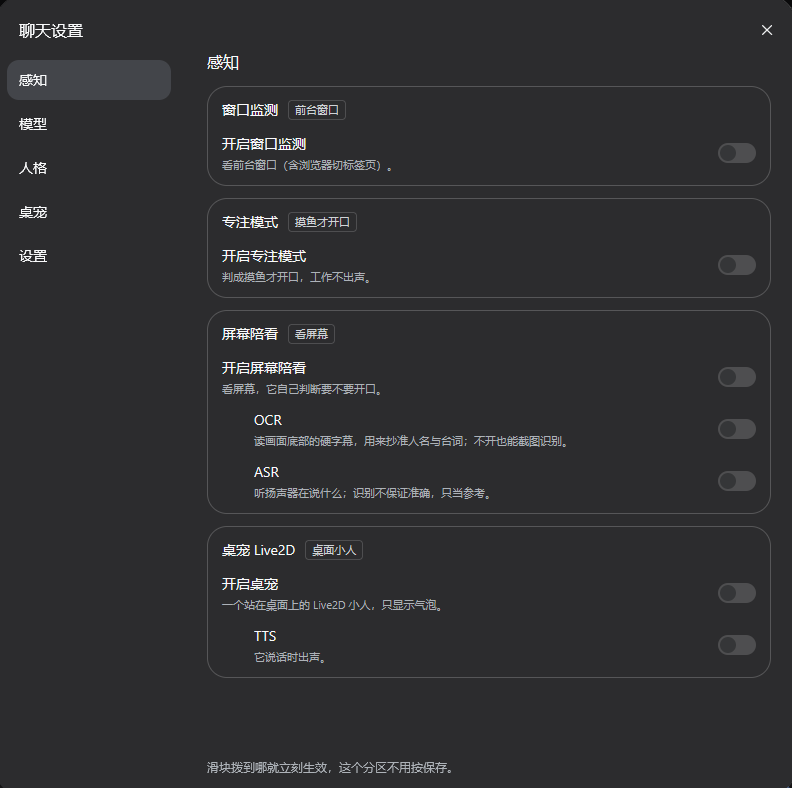 聊天设置
感知
模型
人格
桌宠
设置
感知
窗口监测 前台窗口
开启窗口监测
看前台窗口（含浏览器切标签页）。
专注模式 摸鱼才开口
开启专注模式
判成摸鱼才开口，工作不出声。
屏幕陪看 看屏幕
开启屏幕陪看
看屏幕，它自己判断要不要开口。
OCR
读画面底部的硬字幕，用来抄准人名与台词；不开也能截图识别。
ASR
听扬声器在说什么；识别不保证准确，只当参考。
桌宠 Live2D 桌面小人
开启桌宠
一个站在桌面上的 Live2D 小人，只显示气泡。
TTS
它说话时出声。
滑块拨到哪就立刻生效，这个分区不用按保存。